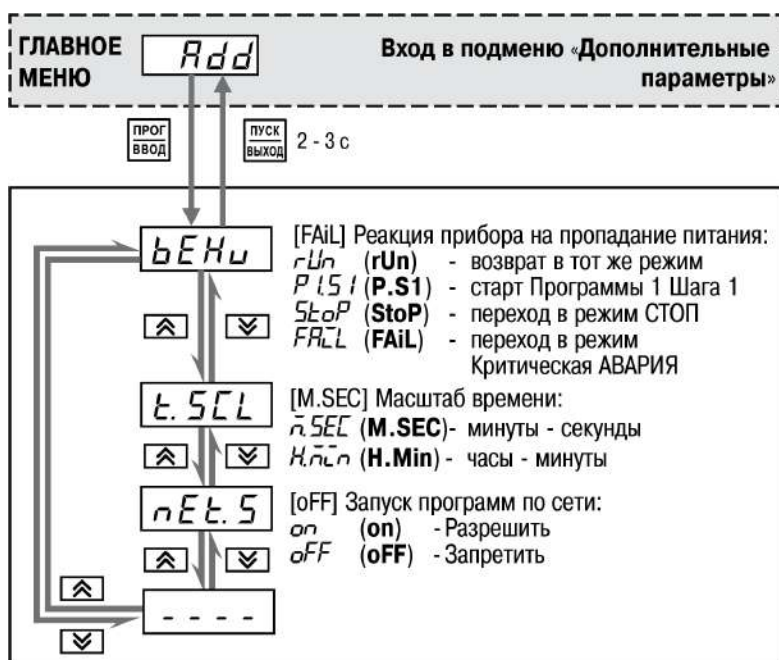 ГЛАВНОЕ МЕНЮ
Add
Вход в подменю «Дополнительные параметры»
ПРОГ ВВОД
ПУСК ВЫХОД 2 - 3 с
bEHv
[FAiL] Реакция прибора на пропадание питания:
rUn (rUn) - возврат в тот же режим
P1.S1 (P.S1) - старт Программы 1 Шага 1
StoP (StoP) - переход в режим СТОП
FAiL (FAiL) - переход в режим
Критическая АВАРИЯ
t.SCL
[M.SEC] Масштаб времени:
m.SEC (M.SEC)- минуты - секунды
H.min (H.Min) - часы - минуты
nEt.S
[oFF] Запуск программ по сети:
on (on) - Разрешить
oFF (oFF) - Запретить
- - - -